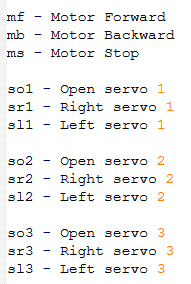 mf - Motor Forward
mb - Motor Backward
ms - Motor Stop
so1 - Open servo 1
sr1 - Right servo 1
sl1 - Left servo 1
so2 - Open servo 2
sr2 - Right servo 2
sl2 - Left servo 2
so3 - Open servo 3
sr3 - Right servo 3
sl3 - Left servo 3